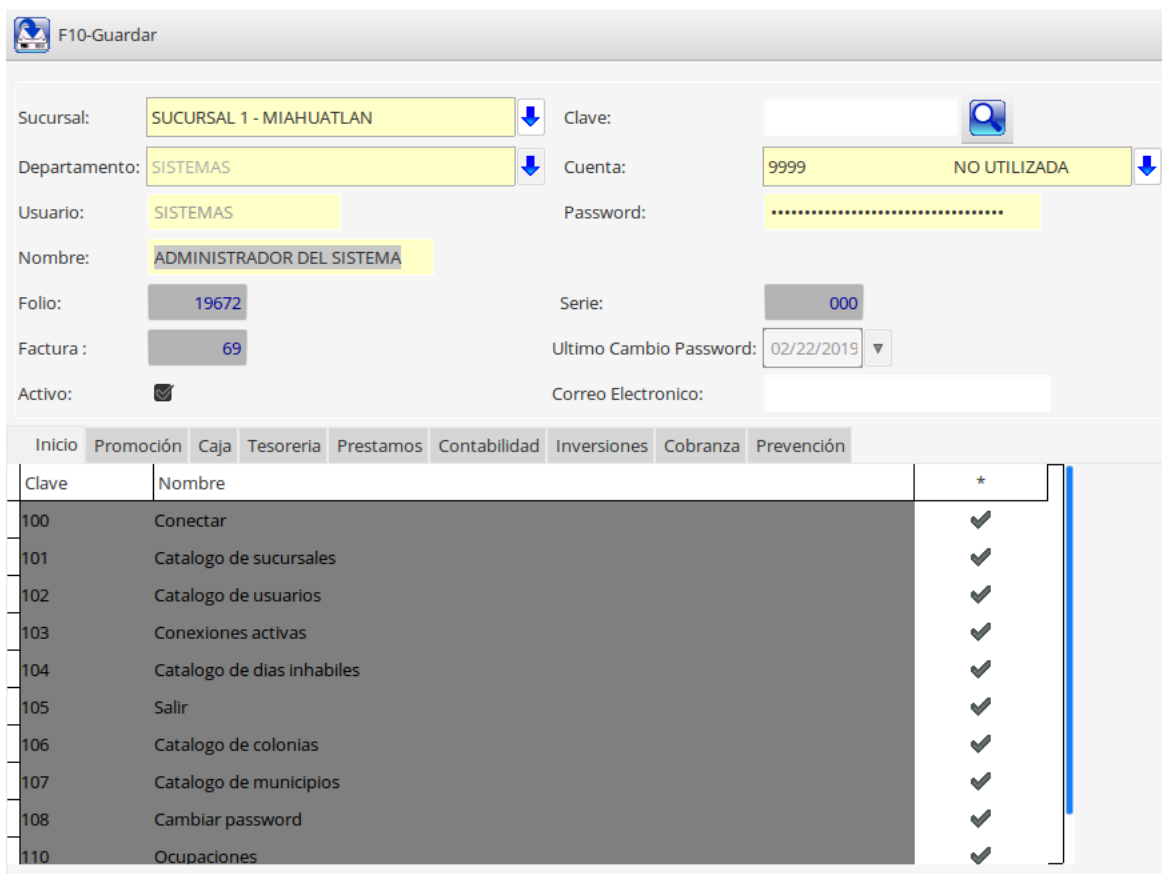 F10-Guardar
Sucursal: SUCURSAL 1 - MIAHUATLAN Clave:
Departamento: SISTEMAS Cuenta: 9999 NO UTILIZADA
Usuario: SISTEMAS Password: •••••••••••••••••••••••••••••••••••
Nombre: ADMINISTRADOR DEL SISTEMA
Folio: 19672 Serie: 000
Factura : 69 Ultimo Cambio Password: 02/22/2019
Activo: Correo Electronico:
Inicio Promoción Caja Tesoreria Prestamos Contabilidad Inversiones Cobranza Prevención
Clave Nombre *
100 Conectar
101 Catalogo de sucursales
102 Catalogo de usuarios
103 Conexiones activas
104 Catalogo de dias inhabiles
105 Salir
106 Catalogo de colonias
107 Catalogo de municipios
108 Cambiar password
110 Ocupaciones